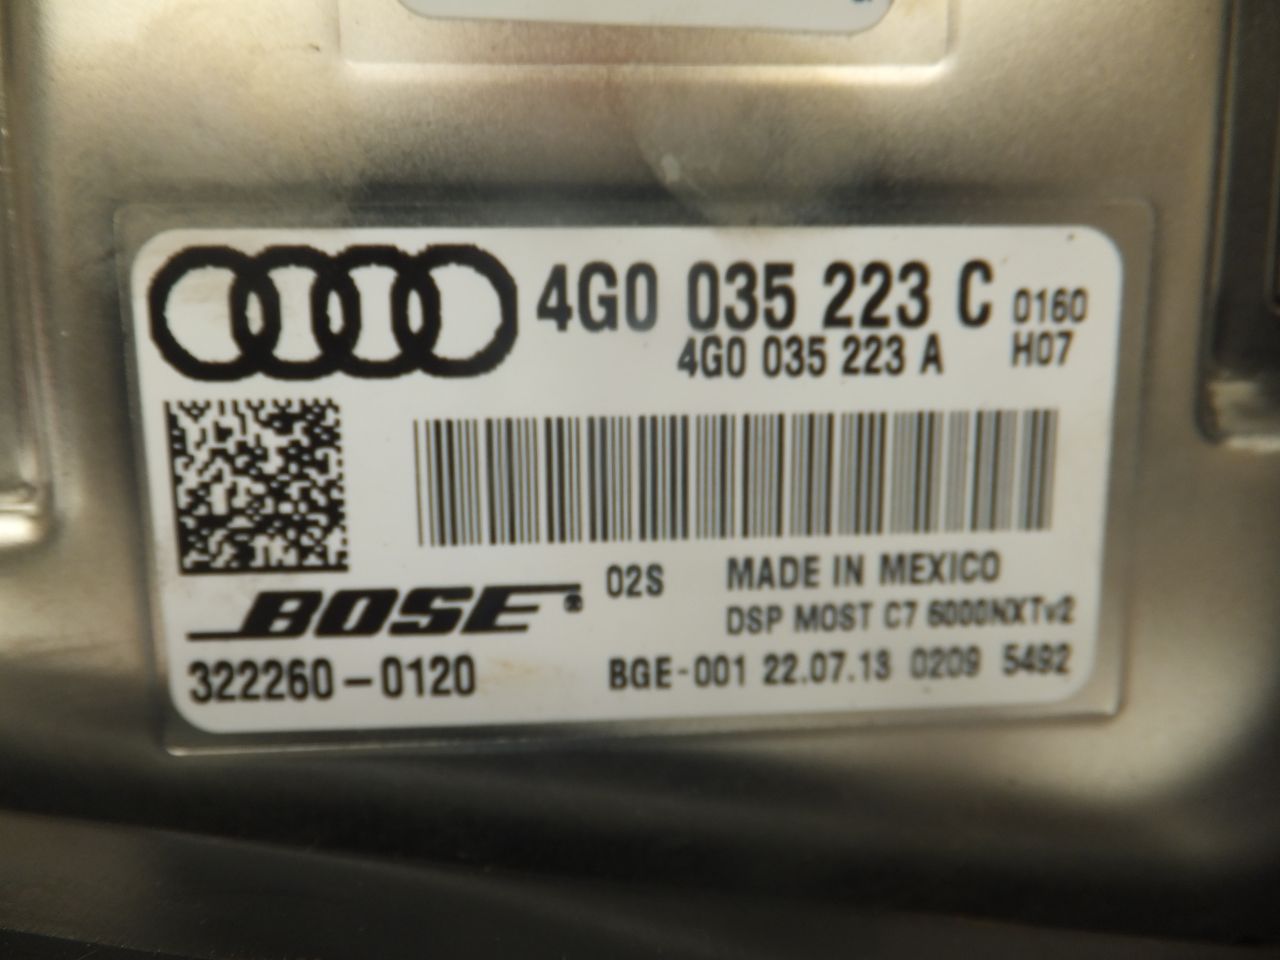 4G0 035 223 C 0160
4G0 035 223 A H07
BOSE 02S MADE IN MEXICO
DSP MOST C7 6000NXTv2
322260-0120 BGE-001 22.07.13 0209 5492